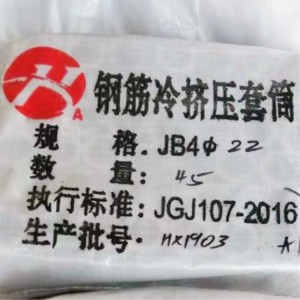 A
钢筋冷挤压套筒
规 格. JB4Φ22
数 量: 45
执行标准: JGJ107-2016
生产批号· HX1903 A